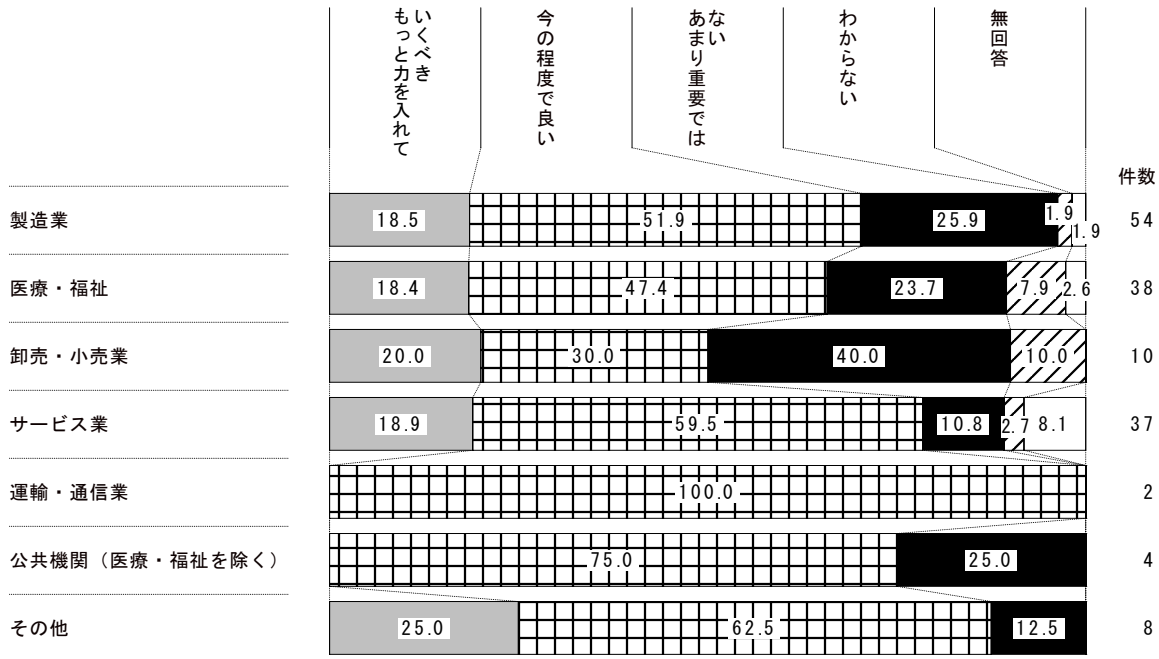 もっと力を入れて
いくべき
今の程度で良い
あまり重要では
ない
わからない
無回答
件数
製造業 18.5 51.9 25.9 1.9 1.9 54
医療・福祉 18.4 47.4 23.7 7.9 2.6 38
卸売・小売業 20.0 30.0 40.0 10.0 10
サービス業 18.9 59.5 10.8 2.7 8.1 37
運輸・通信業 100.0 2
公共機関（医療・福祉を除く） 75.0 25.0 4
その他 25.0 62.5 12.5 8